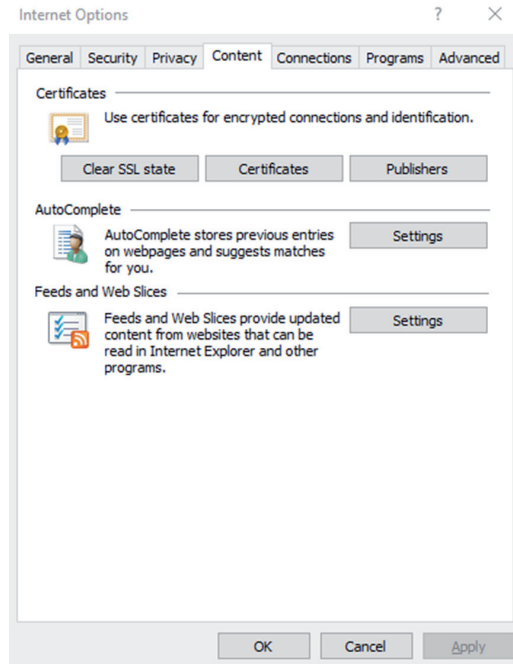 Internet Options ? ×
General Security Privacy Content Connections Programs Advanced
Certificates
Use certificates for encrypted connections and identification.
Clear SSL state Certificates Publishers
AutoComplete
AutoComplete stores previous entries
on webpages and suggests matches
for you.
Settings
Feeds and Web Slices
Feeds and Web Slices provide updated
content from websites that can be
read in Internet Explorer and other
programs.
Settings
OK Cancel Apply